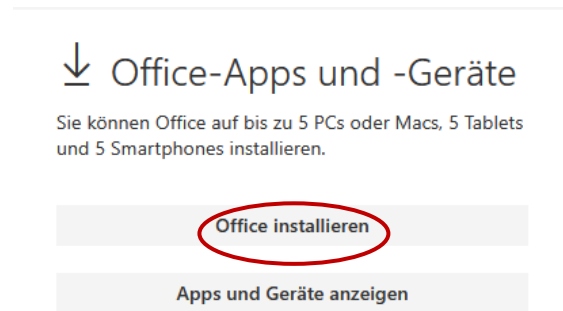 Office-Apps und -Geräte
Sie können Office auf bis zu 5 PCs oder Macs, 5 Tablets
und 5 Smartphones installieren.
Office installieren
Apps und Geräte anzeigen